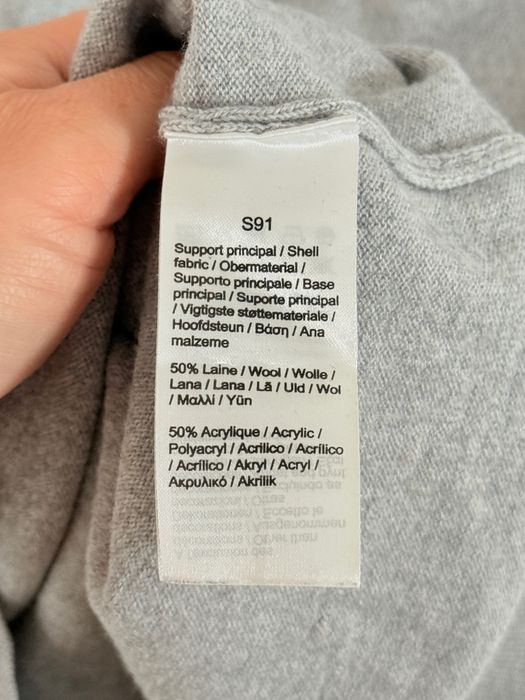 S91
Support principal / Shell
fabric / Obermaterial /
Supporto principale / Base
principal / Suporte principal
/ Vigtigste støttemateriale /
Hoofdsteun / Βάση / Ana
malzeme
50% Laine / Wool / Wolle /
Lana / Lana / Lã / Uld / Wol
/ Μαλλί / Yün
50% Acrylique / Acrylic /
Polyacryl / Acrilico / Acrílico
/ Acrílico / Akryl / Acryl /
Ακρυλικό / Akrilik